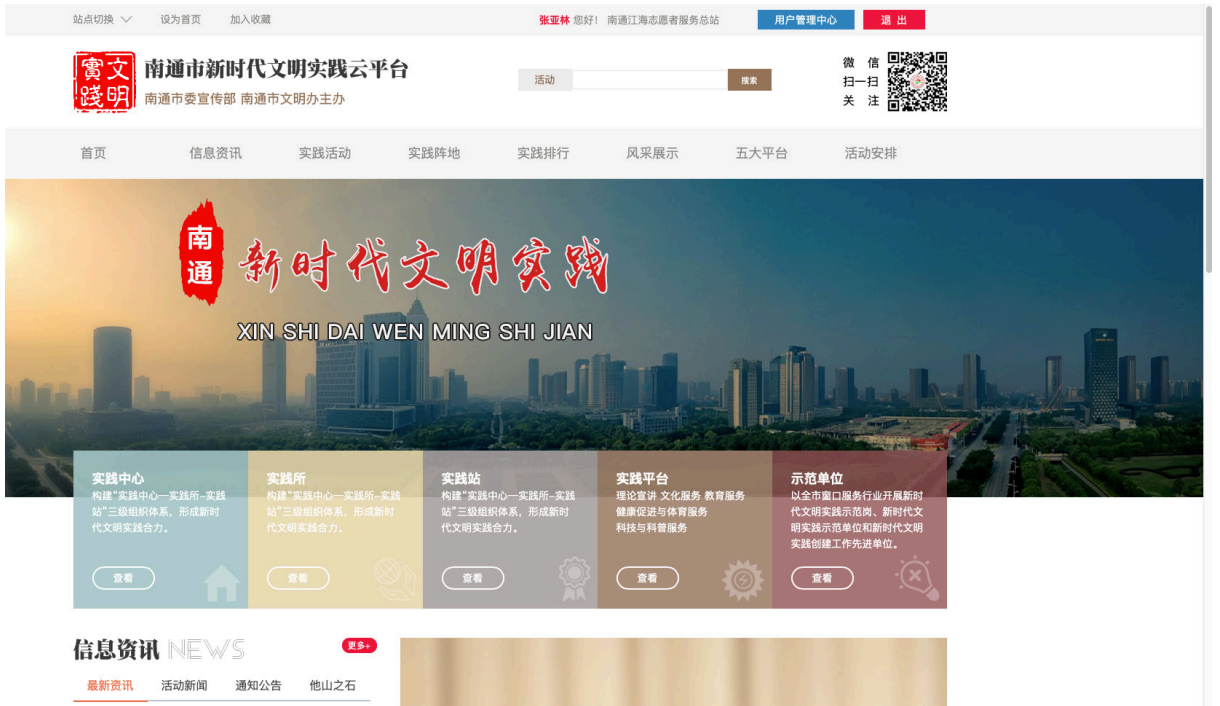 站点切换 设为首页 加入收藏 张亚林 您好! 南通江海志愿者服务总站 用户管理中心 退 出
實文
踐明
南通市新时代文明实践云平台
南通市委宣传部 南通市文明办主办
活动 搜索
微 信
扫一扫
关 注
首页 信息资讯 实践活动 实践阵地 实践排行 风采展示 五大平台 活动安排
南通
新时代文明实践
XIN SHI DAI WEN MING SHI JIAN
实践中心
构建"实践中心—实践所-实践
站"三级组织体系，形成新时
代文明实践合力。
查看
实践所
构建"实践中心—实践所-实践
站"三级组织体系，形成新时
代文明实践合力。
查看
实践站
构建"实践中心—实践所-实践
站"三级组织体系，形成新时
代文明实践合力。
查看
实践平台
理论宣讲 文化服务 教育服务
健康促进与体育服务
科技与科普服务
查看
示范单位
以全市窗口服务行业开展新时
代文明实践示范岗、新时代文
明实践示范单位和新时代文明
实践创建工作先进单位。
查看
信息资讯 NEWS 更多+
最新资讯 活动新闻 通知公告 他山之石